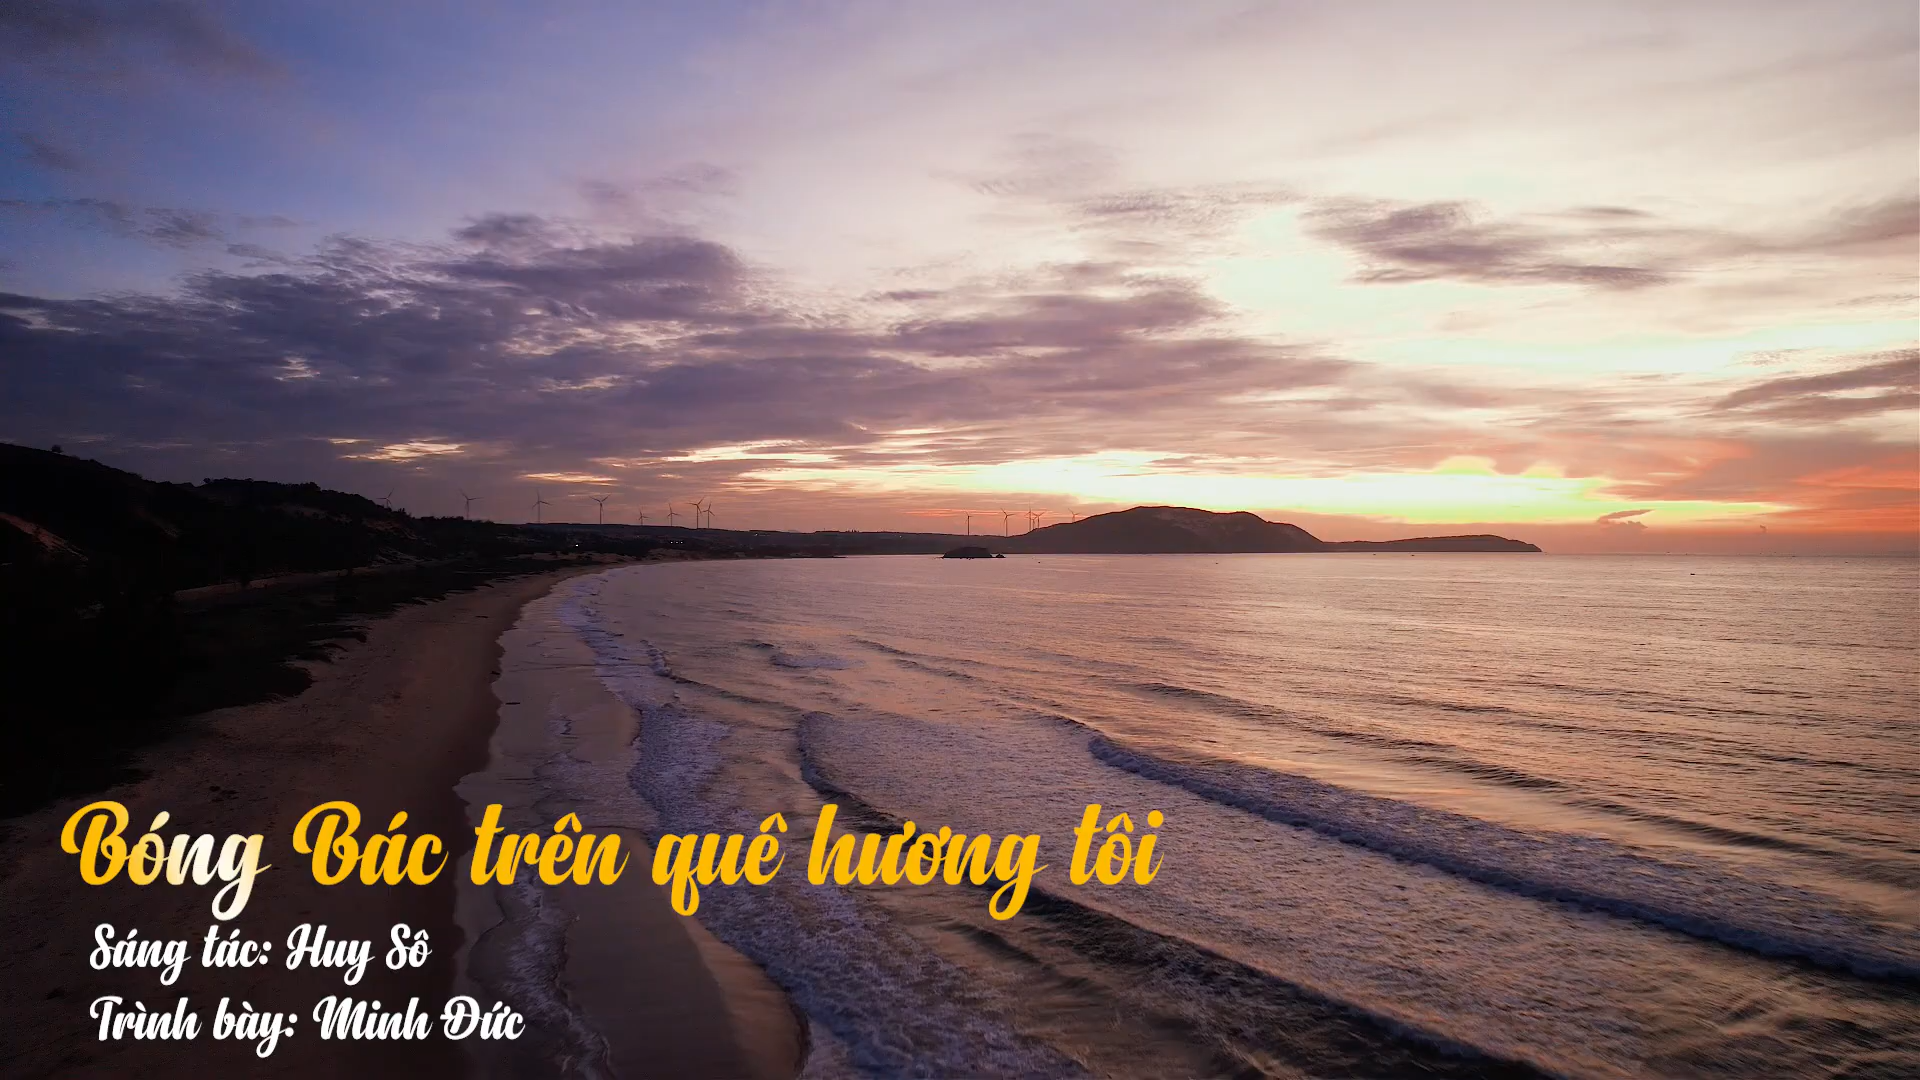 Bóng Bác trên quê hương tôi
Sáng tác: Huy Sô
Trình bày: Minh Đức